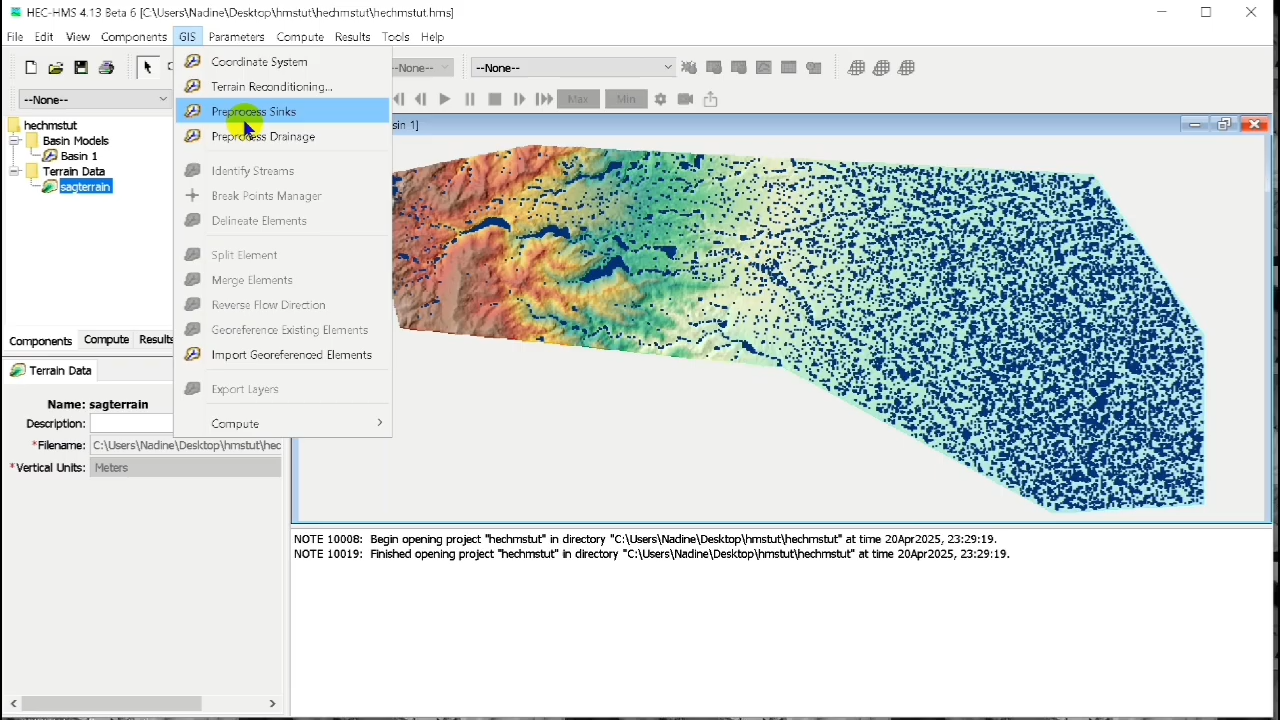 HEC-HMS 4.13 Beta 6 [C:\Users\Nadine\Desktop\hmstut\hechmstut\hechmstut.hms]
File Edit View Components GIS Parameters Compute Results Tools Help
-None--
--None--
--None--
Max
Min
Coordinate System
Terrain Reconditioning...
Preprocess Sinks
Preprocess Drainage
Identify Streams
Break Points Manager
Delineate Elements
Split Element
Merge Elements
Reverse Flow Direction
Georeference Existing Elements
Import Georeferenced Elements
Export Layers
Compute
sin 1]
hechmstut
Basin Models
Basin 1
Terrain Data
sagterrain
Components Compute Results
Terrain Data
Name: sagterrain
Description:
*Filename: C:\Users\Nadine\Desktop\hmstut\hec
*Vertical Units: Meters
NOTE 10008: Begin opening project "hechmstut" in directory "C:\Users\Nadine\Desktop\hmstut\hechmstut" at time 20Apr2025, 23:29:19.
NOTE 10019: Finished opening project "hechmstut" in directory "C:\Users\Nadine\Desktop\hmstut\hechmstut" at time 20Apr2025, 23:29:19.